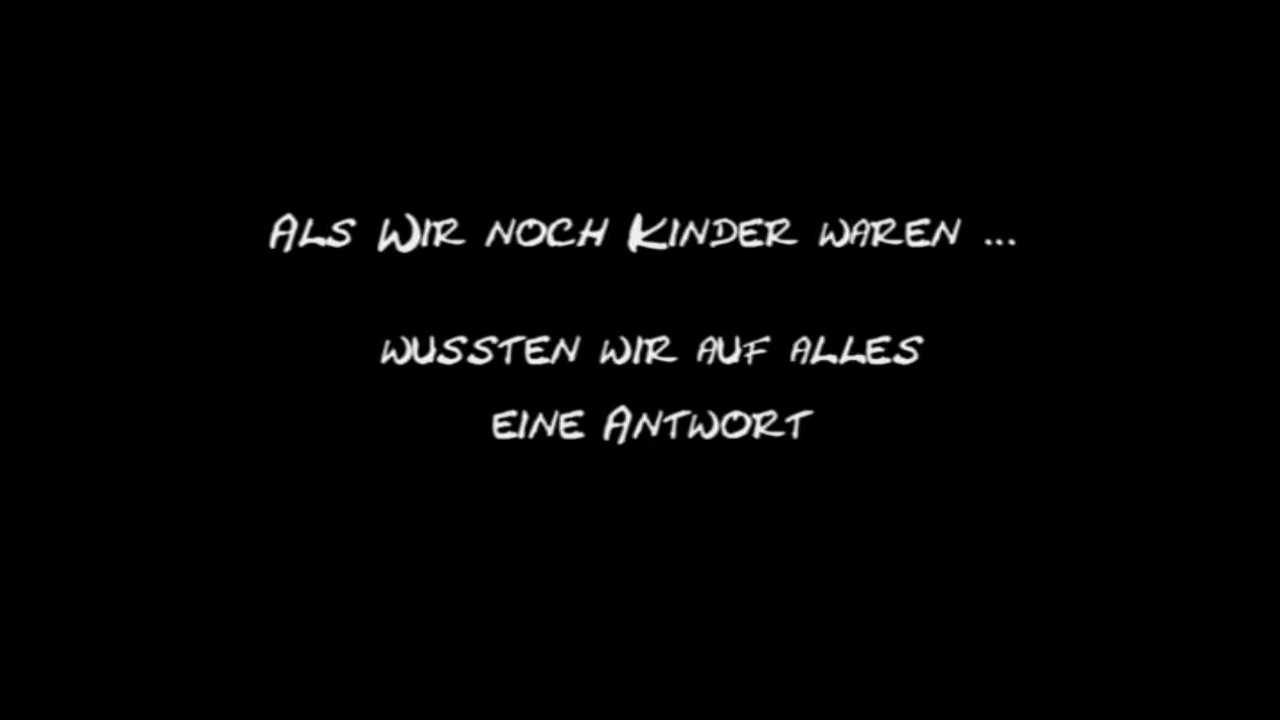 Als Wir noch Kinder waren ...
wussten wir auf alles
eine Antwort